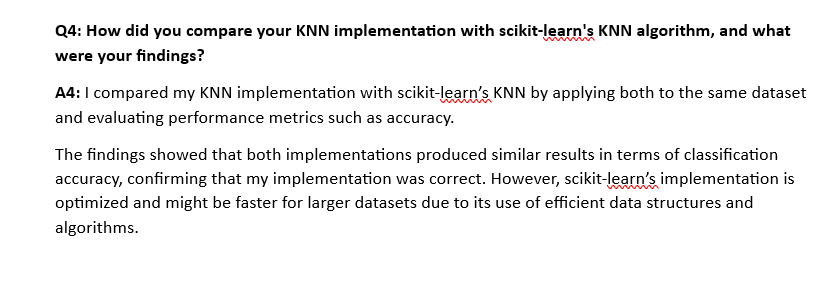 Q4: How did you compare your KNN implementation with scikit-learn's KNN algorithm, and what
were your findings?
A4: I compared my KNN implementation with scikit-learn’s KNN by applying both to the same dataset
and evaluating performance metrics such as accuracy.
The findings showed that both implementations produced similar results in terms of classification
accuracy, confirming that my implementation was correct. However, scikit-learn’s implementation is
optimized and might be faster for larger datasets due to its use of efficient data structures and
algorithms.